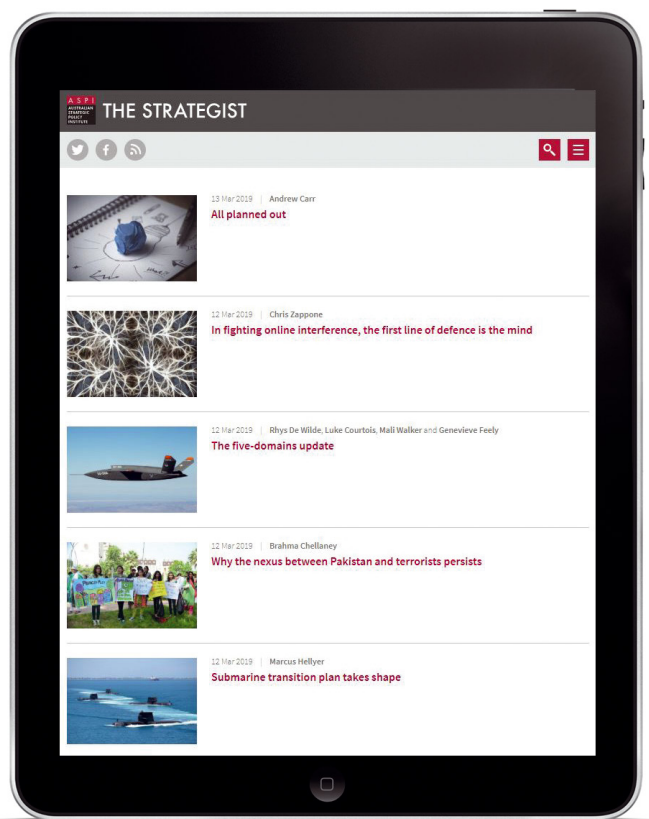 ASPI
AUSTRALIAN
STRATEGIC
POLICY
INSTITUTE
THE STRATEGIST
13 Mar 2019 | Andrew Carr
All planned out
12 Mar 2019 | Chris Zappone
In fighting online interference, the first line of defence is the mind
12 Mar 2019 | Rhys De Wilde, Luke Courtois, Mali Walker and Genevieve Feely
The five-domains update
12 Mar 2019 | Brahma Chellaney
Why the nexus between Pakistan and terrorists persists
12 Mar 2019 | Marcus Hellyer
Submarine transition plan takes shape